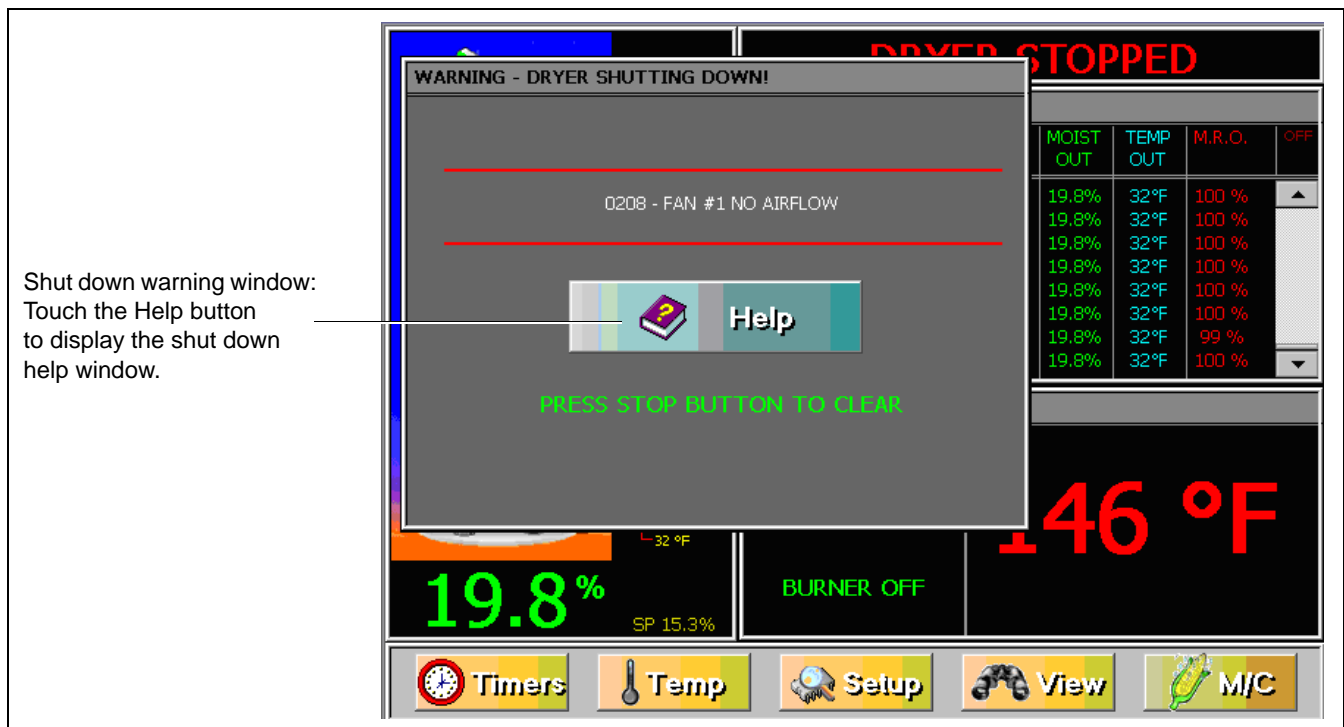 Shut down warning window:
Touch the Help button
to display the shut down
help window.
STOPPED
WARNING - DRYER SHUTTING DOWN!
0208 - FAN #1 NO AIRFLOW
Help
PRESS STOP BUTTON TO CLEAR
MOIST OUT TEMP OUT M.R.O. OFF
19.8% 32°F 100 %
19.8% 32°F 100 %
19.8% 32°F 100 %
19.8% 32°F 100 %
19.8% 32°F 100 %
19.8% 32°F 100 %
19.8% 32°F 99 %
19.8% 32°F 100 %
146 °F
32 °F
19.8%
SP 15.3%
BURNER OFF
Timers Temp Setup View M/C